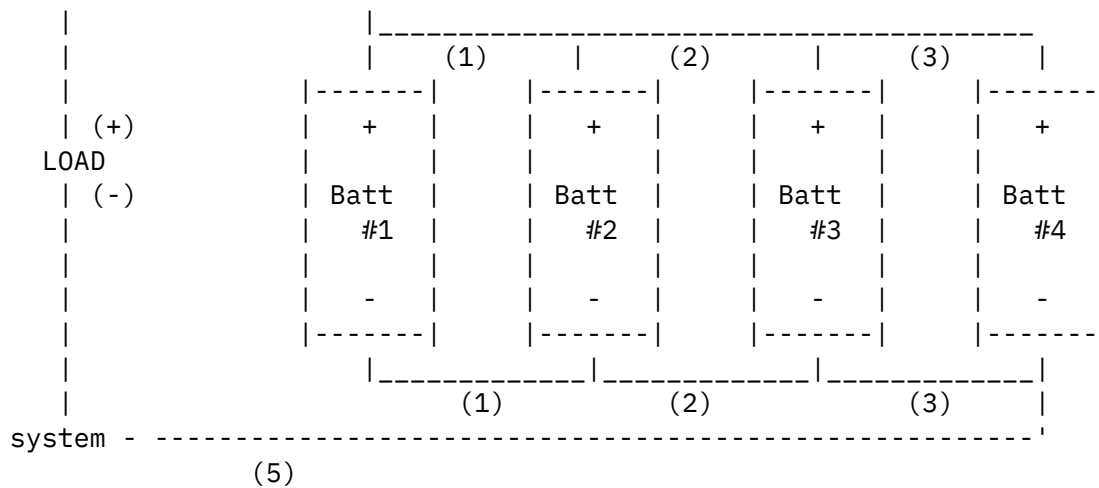 (1) (2) (3)
(+) + + + +
LOAD
(-) Batt Batt Batt Batt
#1 #2 #3 #4
- - - -
(1) (2) (3)
system -
(5)